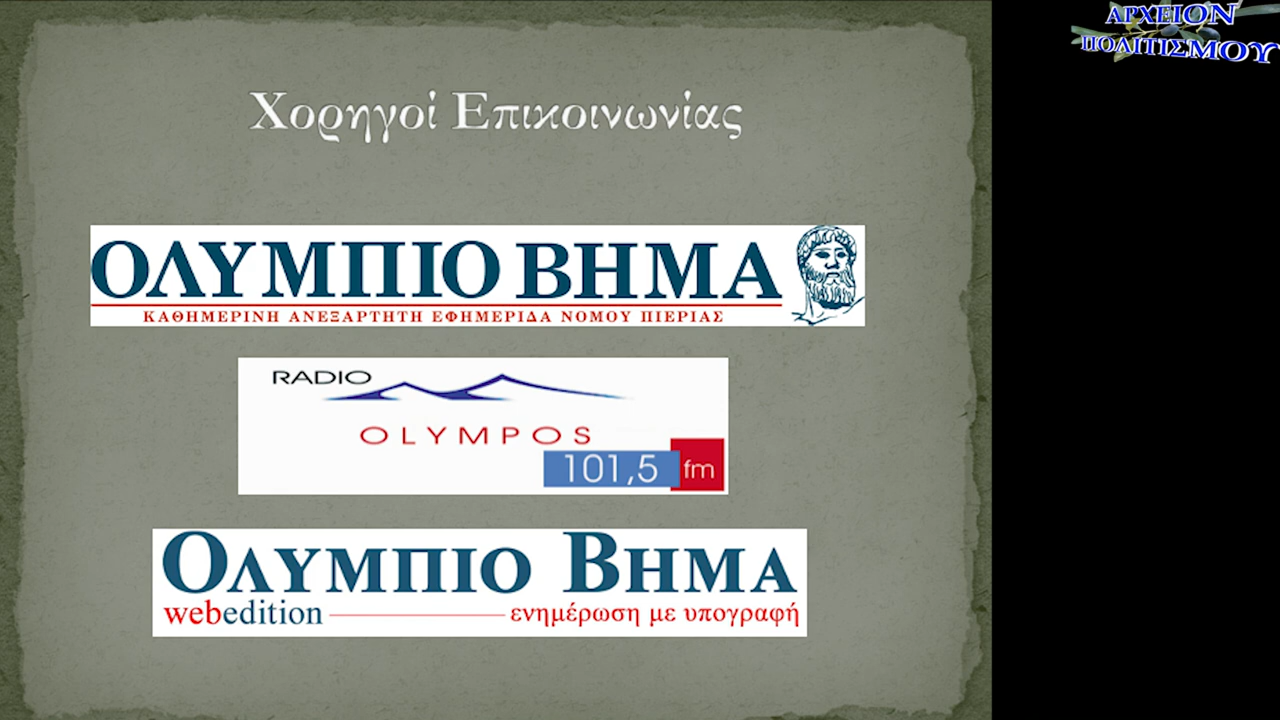 ΑΡΧΕΙΟΝ
ΠΟΛΙΤΙΣΜΟΥ
Χορηγοί Επικοινωνίας
ΟΛΥΜΠΙΟ ΒΗΜΑ
ΚΑΘΗΜΕΡΙΝΗ ΑΝΕΞΑΡΤΗΤΗ ΕΦΗΜΕΡΙΔΑ ΝΟΜΟΥ ΠΙΕΡΙΑΣ
RADIO
OLYMPOS
101,5 fm
ΟΛΥΜΠΙΟ ΒΗΜΑ
webedition ενημέρωση με υπογραφή